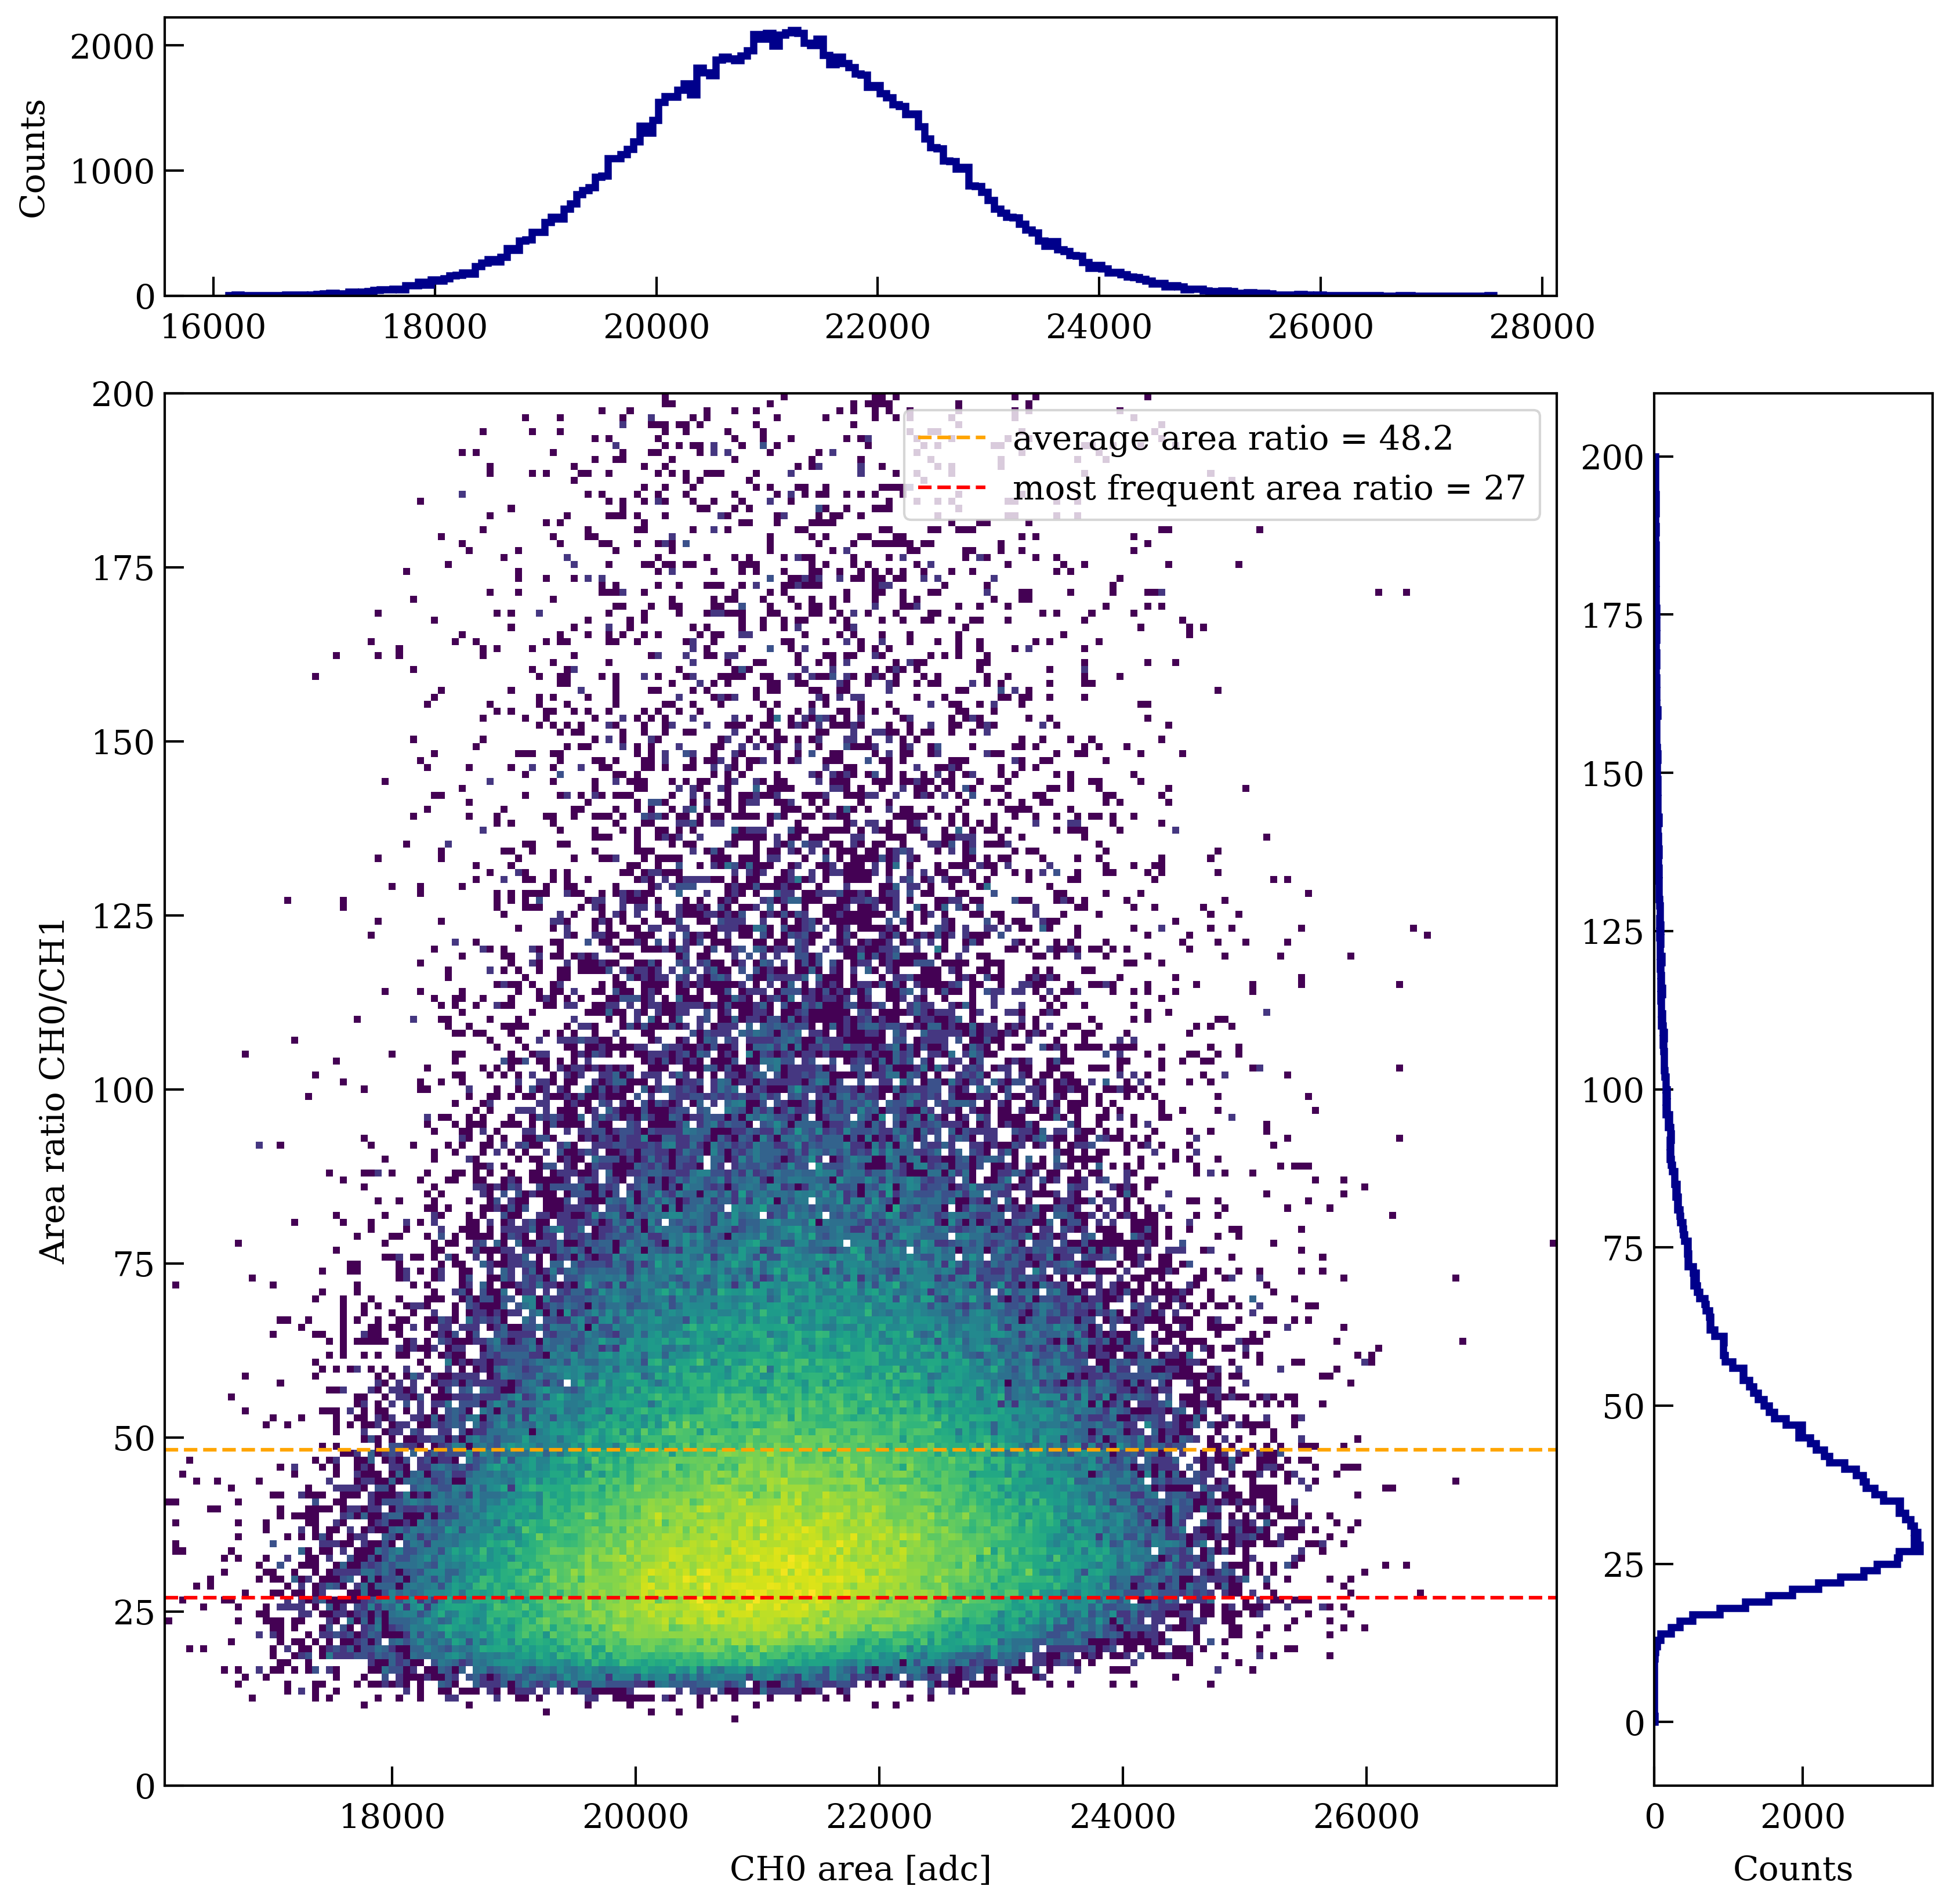 Counts
2000
1000
0
16000 18000 20000 22000 24000 26000 28000
Area ratio CH0/CH1
200
175
150
125
100
75
50
25
0
average area ratio = 48.2
most frequent area ratio = 27
18000 20000 22000 24000 26000
CH0 area [adc]
200
175
150
125
100
75
50
25
0
0 2000
Counts